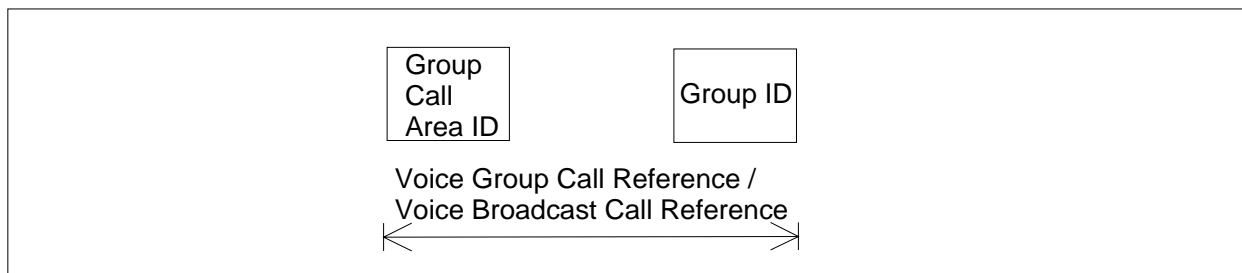 Group
Call
Area ID
Group ID
Voice Group Call Reference /
Voice Broadcast Call Reference